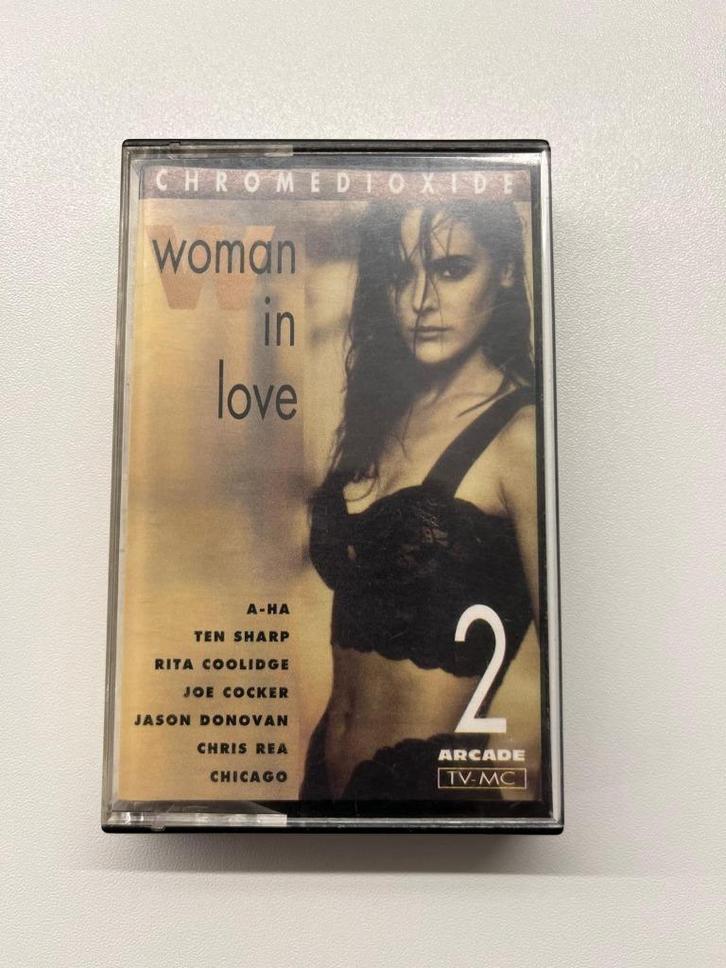 CHROMEDIOXIDE
W
woman
in
love
A-HA
TEN SHARP
RITA COOLIDGE
JOE COCKER
JASON DONOVAN
CHRIS REA
CHICAGO
2
ARCADE
TV-MC